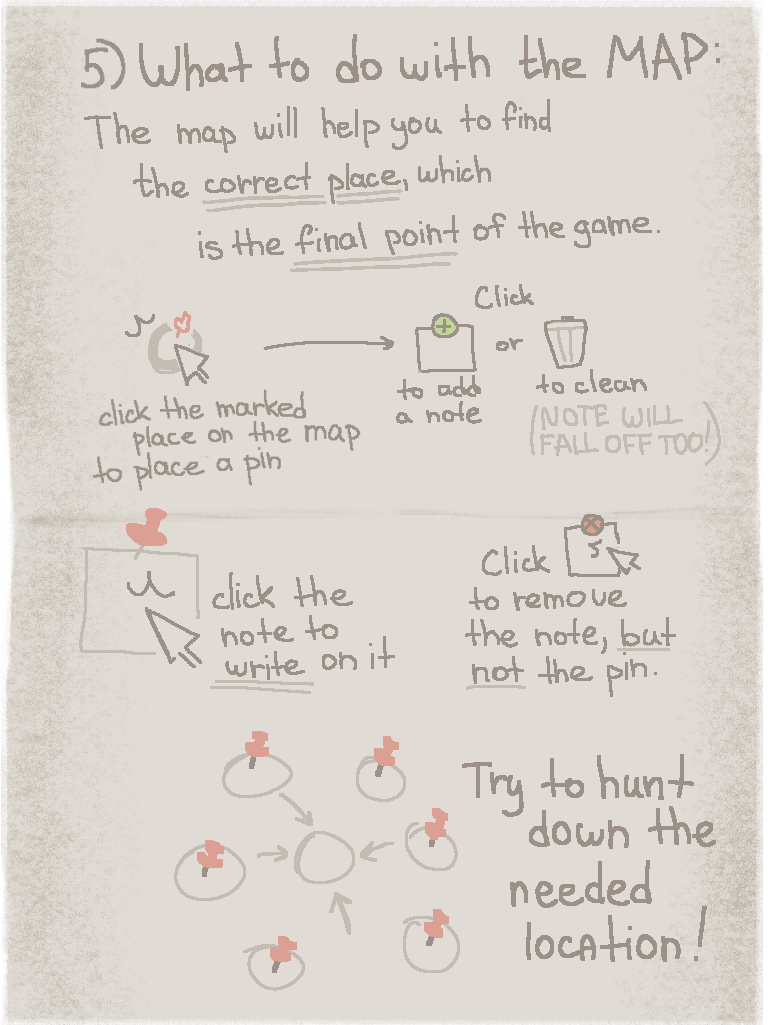 5) What to do with the MAP:
The map will help you to find
the correct place, which
is the final point of the game.
Click
or
click the marked
place on the map
to place a pin
to add
a note
to clean
(NOTE WILL
FALL OFF TOO!)
click the
note to
write on it
Click
to remove
the note, but
not the pin.
Try to hunt
down the
needed
location!